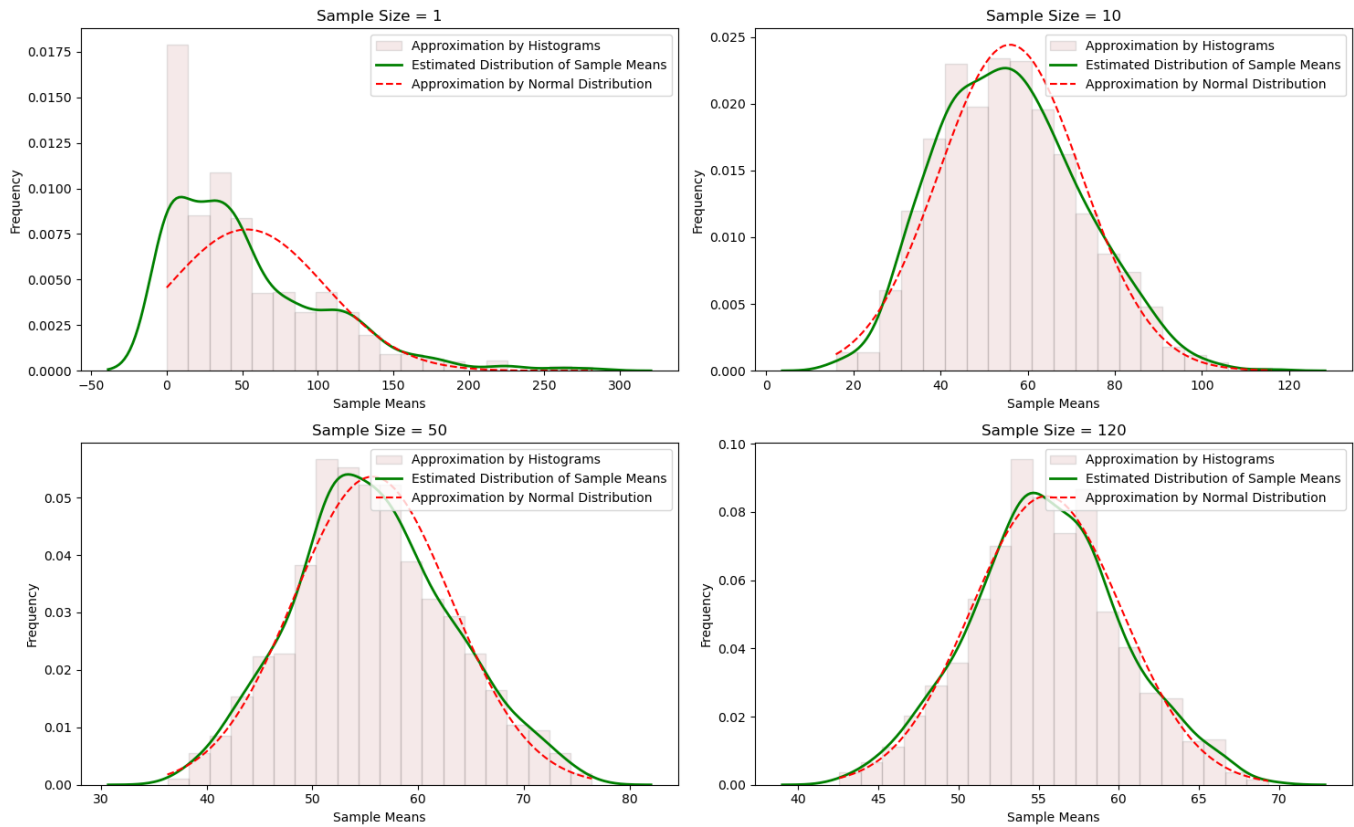 Sample Size = 1
Approximation by Histograms
Estimated Distribution of Sample Means
Approximation by Normal Distribution
Frequency
0.0175
0.0150
0.0125
0.0100
0.0075
0.0050
0.0025
0.0000
−50 0 50 100 150 200 250 300
Sample Means
Sample Size = 10
Approximation by Histograms
Estimated Distribution of Sample Means
Approximation by Normal Distribution
Frequency
0.025
0.020
0.015
0.010
0.005
0.000
0 20 40 60 80 100 120
Sample Means
Sample Size = 50
Approximation by Histograms
Estimated Distribution of Sample Means
Approximation by Normal Distribution
Frequency
0.05
0.04
0.03
0.02
0.01
0.00
30 40 50 60 70 80
Sample Means
Sample Size = 120
Approximation by Histograms
Estimated Distribution of Sample Means
Approximation by Normal Distribution
Frequency
0.10
0.08
0.06
0.04
0.02
0.00
40 45 50 55 60 65 70
Sample Means